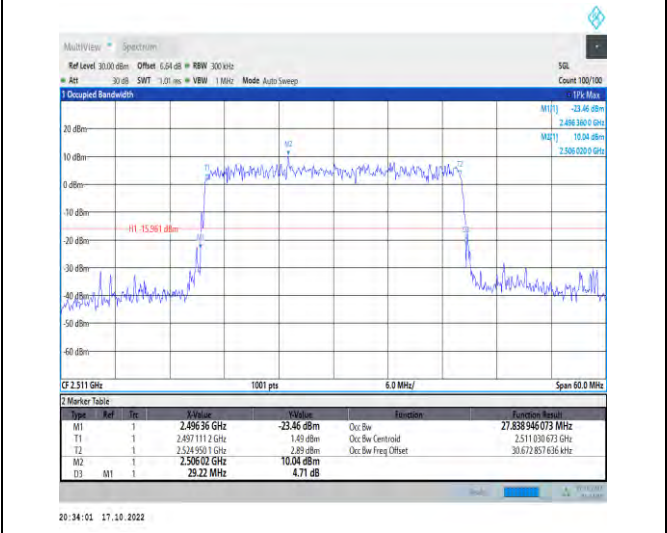 MultiView Spectrum
Ref Level 30.00 dBm Offset 6.64 dB RBW 300 kHz SGL
Att 30 dB SWT 1.01 ms VBW 1 MHz Mode Auto Sweep Count 100/100
1 Occupied Bandwidth 1Pk Max
M1[1] -23.46 dBm
2.496 360 0 GHz
M2[1] 10.04 dBm
2.506 020 0 GHz
20 dBm
M2
10 dBm
T1 T2
0 dBm
-10 dBm
H1 -15.961 dBm
-20 dBm
M1 D3
-30 dBm
-40 dBm
-50 dBm
-60 dBm
CF 2.511 GHz 1001 pts 6.0 MHz/ Span 60.0 MHz
2 Marker Table
Type Ref Trc X-Value Y-Value Function Function Result
M1 1 2.496 36 GHz -23.46 dBm Occ Bw 27.838 946 073 MHz
T1 1 2.497 111 2 GHz 1.49 dBm Occ Bw Centroid 2.511 030 673 GHz
T2 1 2.524 950 1 GHz 2.89 dBm Occ Bw Freq Offset 30.672 857 636 kHz
M2 1 2.506 02 GHz 10.04 dBm
D3 M1 1 29.22 MHz 4.71 dB
20:34:01 17.10.2022